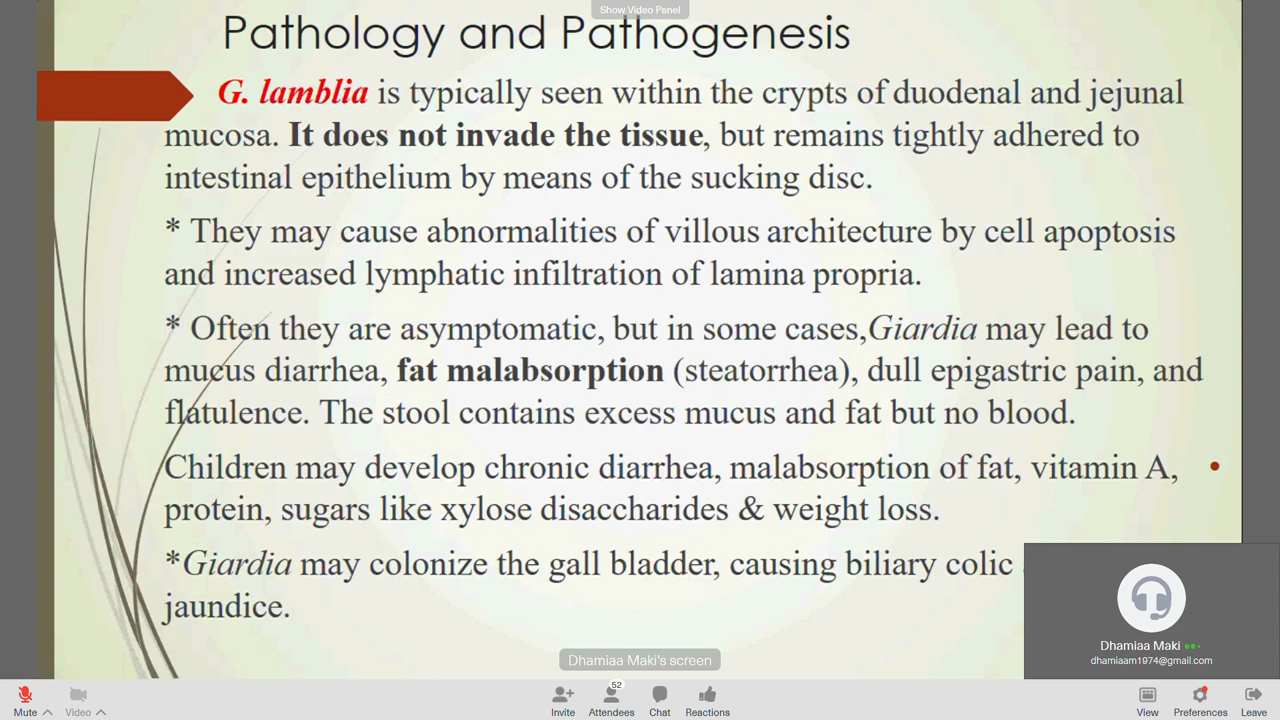 Show Video Panel
Pathology and Pathogenesis
G. lamblia is typically seen within the crypts of duodenal and jejunal
mucosa. It does not invade the tissue, but remains tightly adhered to
intestinal epithelium by means of the sucking disc.
* They may cause abnormalities of villous architecture by cell apoptosis
and increased lymphatic infiltration of lamina propria.
* Often they are asymptomatic, but in some cases,Giardia may lead to
mucus diarrhea, fat malabsorption (steatorrhea), dull epigastric pain, and
flatulence. The stool contains excess mucus and fat but no blood.
Children may develop chronic diarrhea, malabsorption of fat, vitamin A, •
protein, sugars like xylose disaccharides & weight loss.
*Giardia may colonize the gall bladder, causing biliary colic
jaundice.
Dhamiaa Maki
dhamiaam1974@gmail.com
Dhamiaa Maki's screen
52
Mute Video Invite Attendees Chat Reactions View Preferences Leave